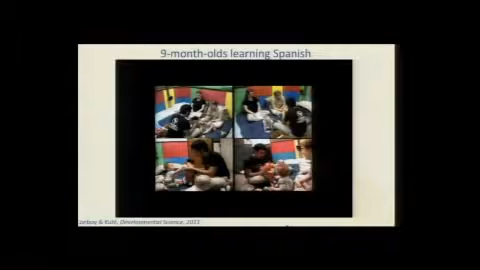 9-month-olds learning Spanish
& Kuhl, Developmental Science, 2011